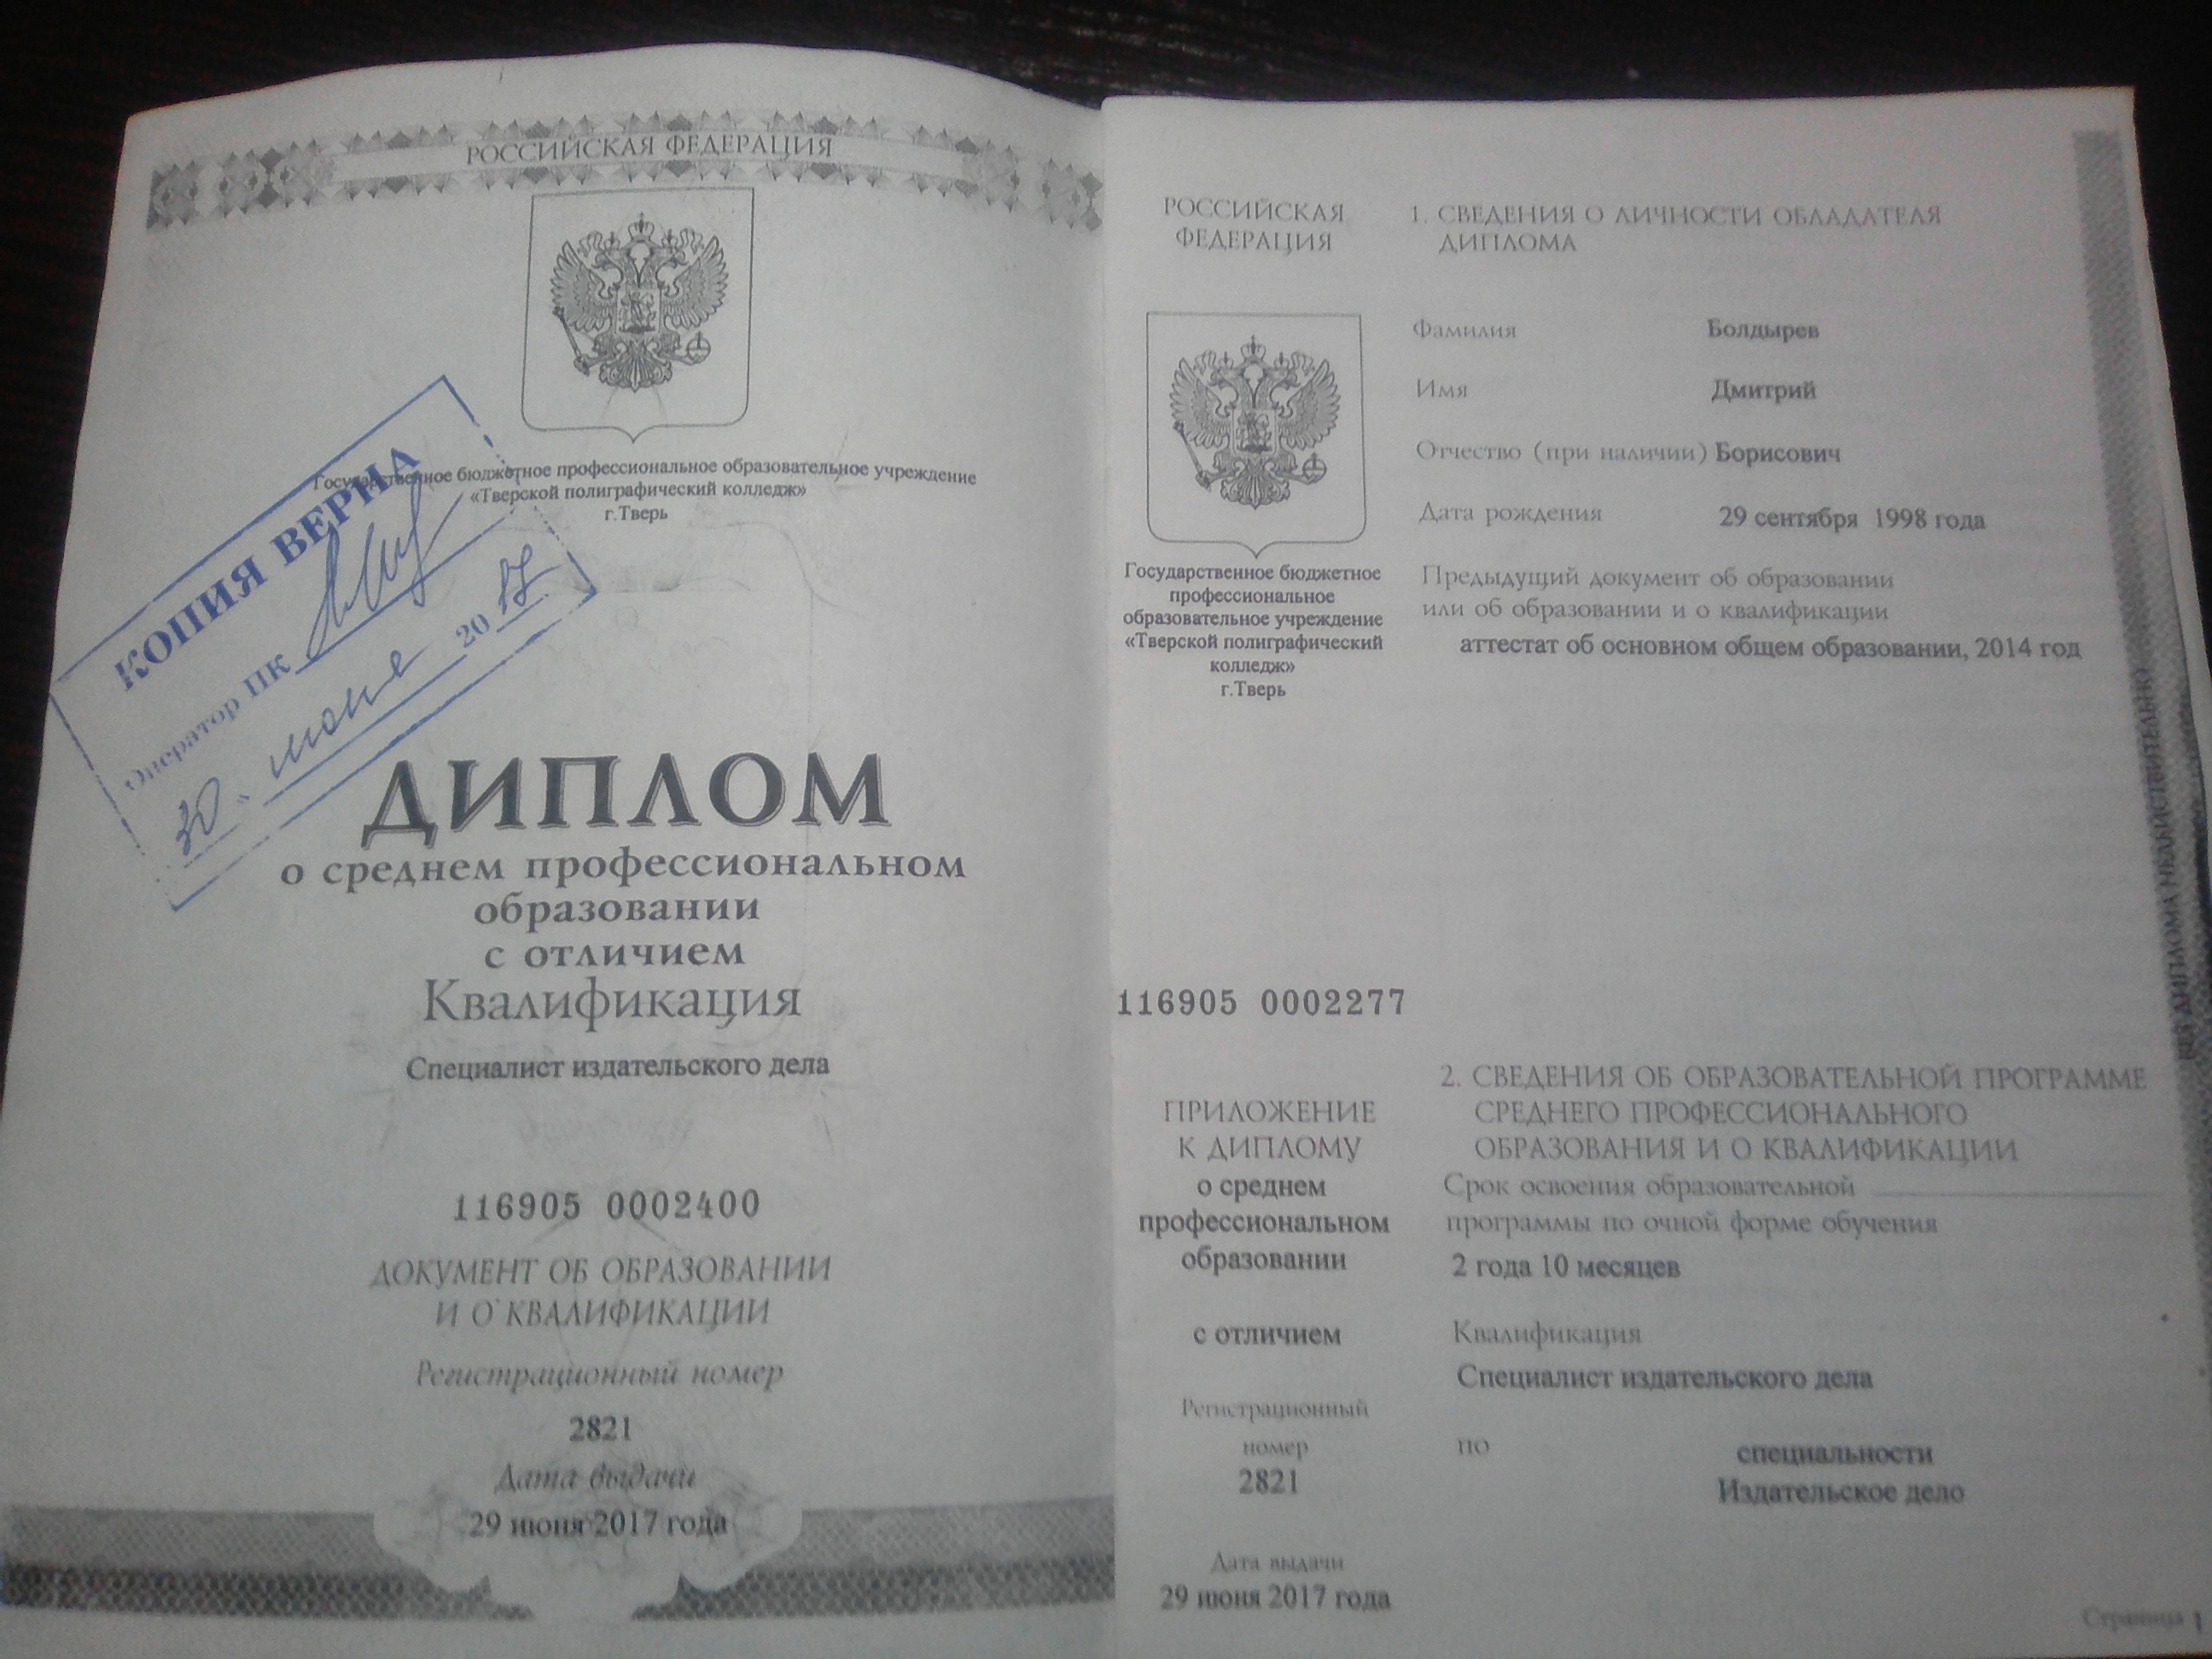 РОССИЙСКАЯ ФЕДЕРАЦИЯ
Государственное бюджетное профессиональное образовательное учреждение
«Тверской полиграфический колледж»
г.Тверь
КОПИЯ ВЕРНА
Оператор ПК
30 " июне 2017
ДИПЛОМ
о среднем профессиональном
образовании
с отличием
Квалификация
Специалист издательского дела
116905 0002400
ДОКУМЕНТ ОБ ОБРАЗОВАНИИ
И О КВАЛИФИКАЦИИ
Регистрационный номер
2821
Дата выдачи
29 июня 2017 года
РОССИЙСКАЯ
ФЕДЕРАЦИЯ
Государственное бюджетное
профессиональное
образовательное учреждение
«Тверской полиграфический
колледж»
г.Тверь
116905 0002277
ПРИЛОЖЕНИЕ
К ДИПЛОМУ
о среднем
профессиональном
образовании
с отличием
Регистрационный
номер
2821
Дата выдачи
29 июня 2017 года
1. СВЕДЕНИЯ О ЛИЧНОСТИ ОБЛАДАТЕЛЯ
ДИПЛОМА
Фамилия Болдырев
Имя Дмитрий
Отчество (при наличии) Борисович
Дата рождения 29 сентября 1998 года
Предыдущий документ об образовании
или об образовании и о квалификации
аттестат об основном общем образовании, 2014 год
2. СВЕДЕНИЯ ОБ ОБРАЗОВАТЕЛЬНОЙ ПРОГРАММЕ
СРЕДНЕГО ПРОФЕССИОНАЛЬНОГО
ОБРАЗОВАНИЯ И О КВАЛИФИКАЦИИ
Срок освоения образовательной
программы по очной форме обучения
2 года 10 месяцев
Квалификация
Специалист издательского дела
по специальности
Издательское дело
Страница 1
БЕЗ ДИПЛОМА НЕДЕЙСТВИТЕЛЬНО